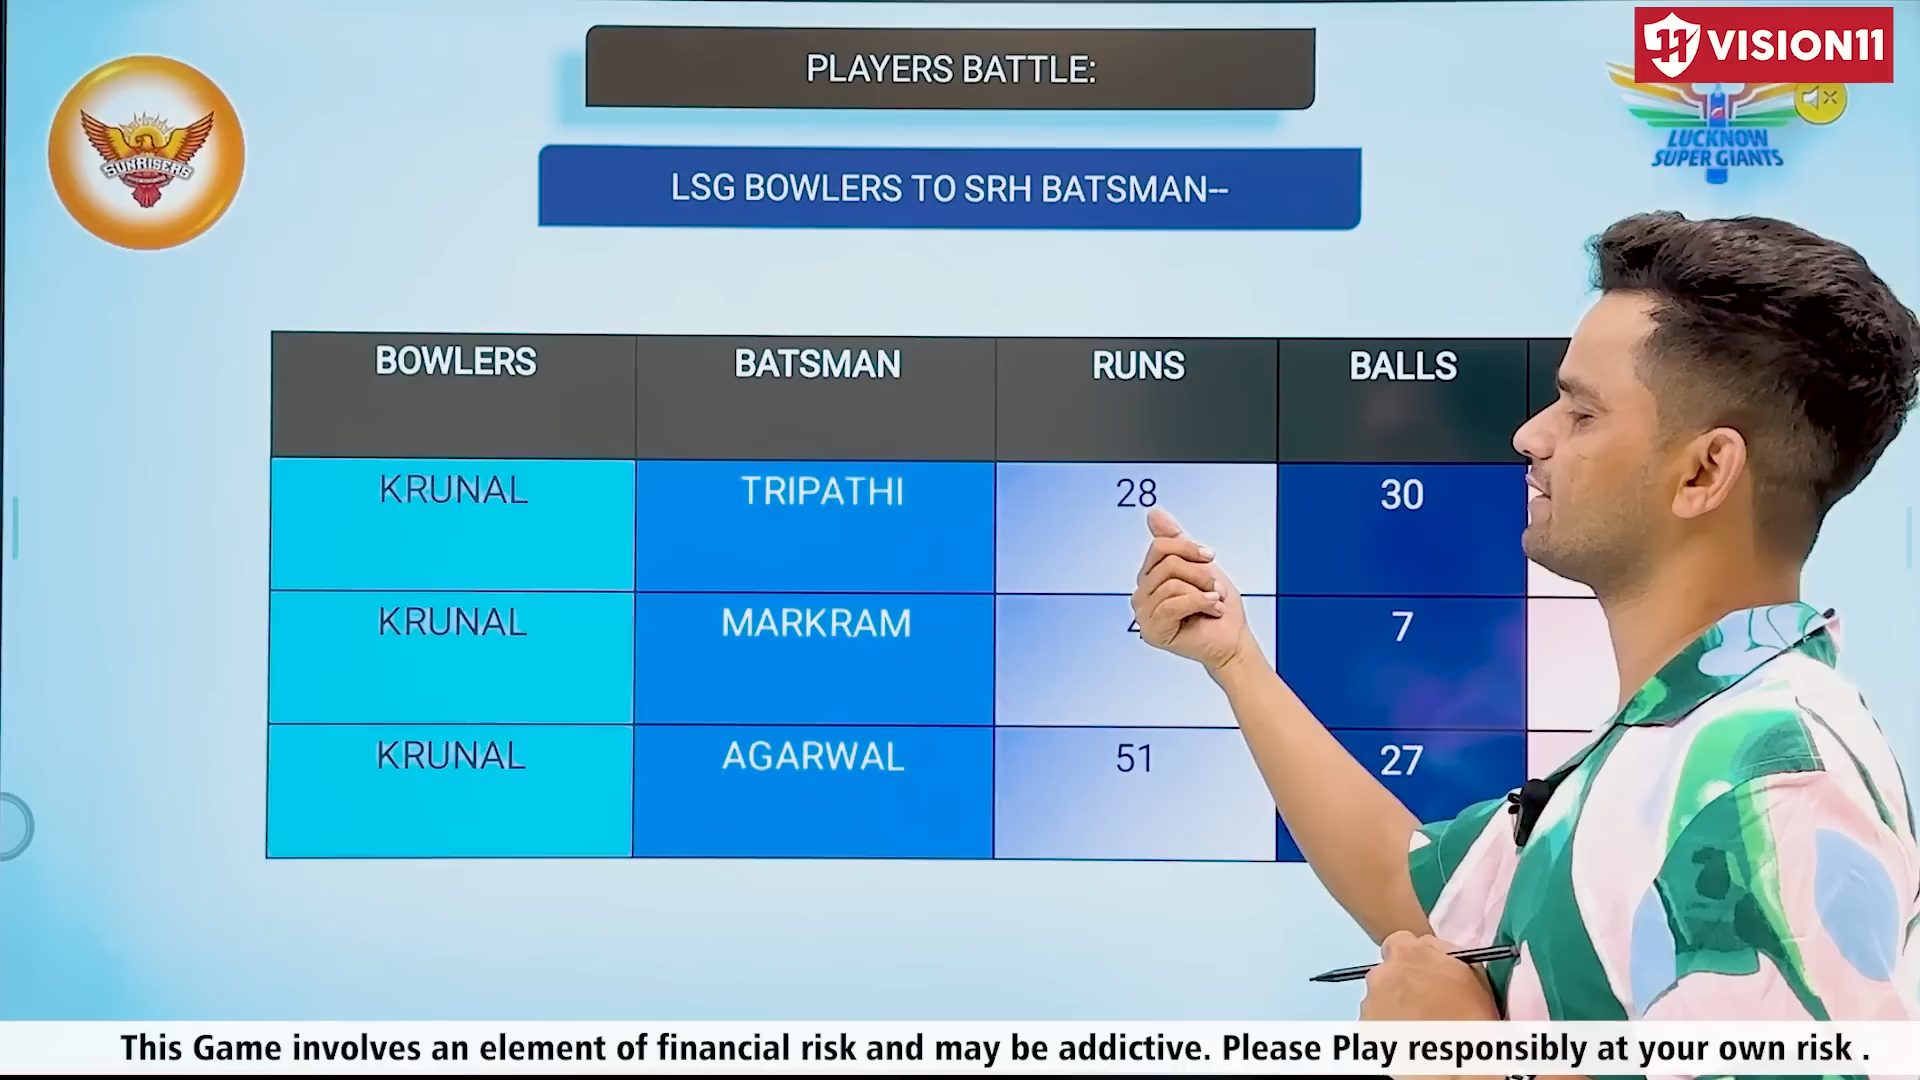 PLAYERS BATTLE:
11 VISION11
SUNRISERS
LUCKNOW
SUPER GIANTS
LSG BOWLERS TO SRH BATSMAN--
BOWLERS BATSMAN RUNS BALLS
KRUNAL TRIPATHI 28 30
KRUNAL MARKRAM 7
KRUNAL AGARWAL 51 27
This Game involves an element of financial risk and may be addictive. Please Play responsibly at your own risk .